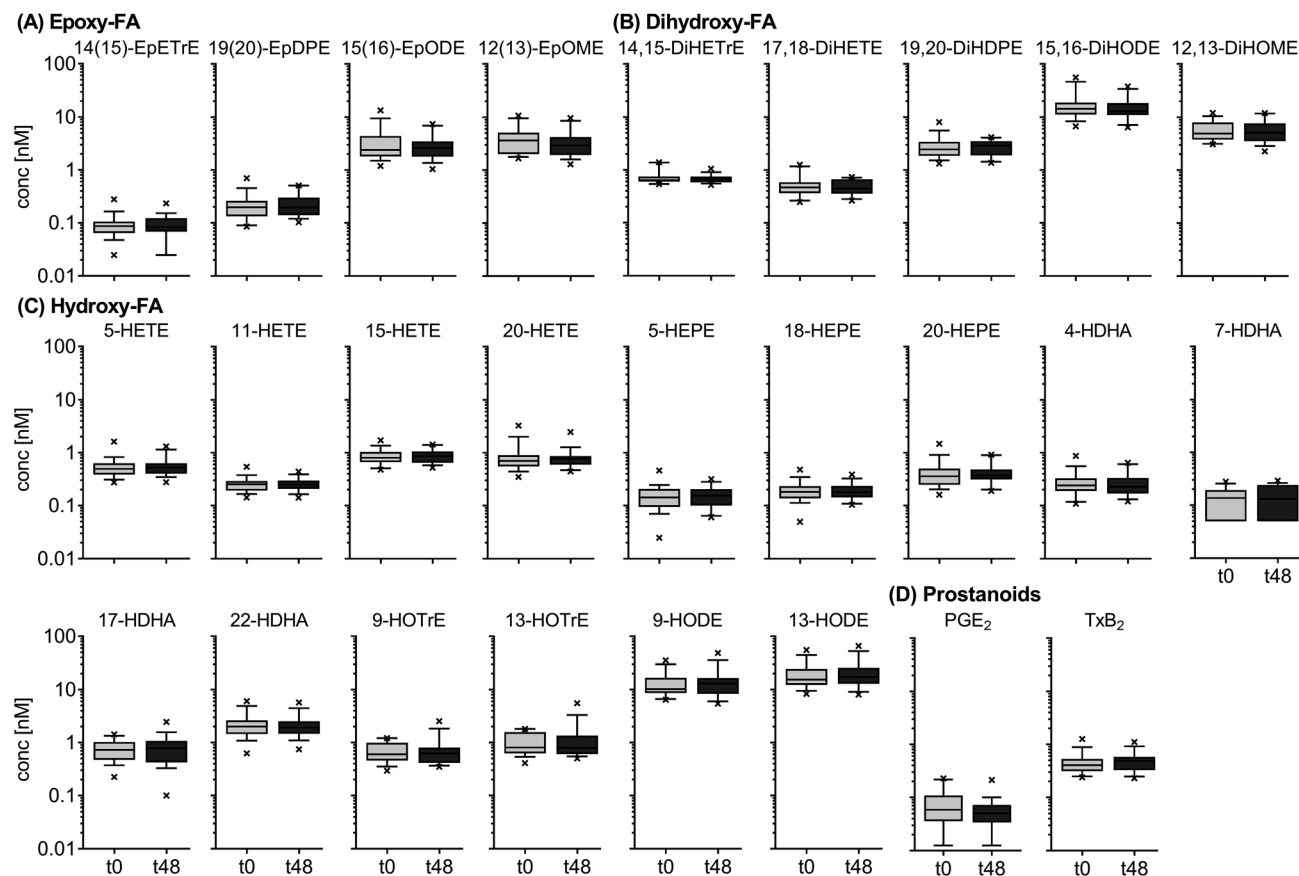 (A) Epoxy-FA (B) Dihydroxy-FA
14(15)-EpETrE 19(20)-EpDPE 15(16)-EpODE 12(13)-EpOME 14,15-DiHETrE 17,18-DiHETE 19,20-DiHDPE 15,16-DiHODE 12,13-DiHOME
100
10
1
0.1
0.01
conc [nM]
(C) Hydroxy-FA
5-HETE 11-HETE 15-HETE 20-HETE 5-HEPE 18-HEPE 20-HEPE 4-HDHA 7-HDHA
100
10
1
0.1
0.01
conc [nM]
t0 t48
(D) Prostanoids
17-HDHA 22-HDHA 9-HOTrE 13-HOTrE 9-HODE 13-HODE PGE₂ TxB₂
100
10
1
0.1
0.01
conc [nM]
t0 t48 t0 t48 t0 t48 t0 t48 t0 t48 t0 t48 t0 t48 t0 t48